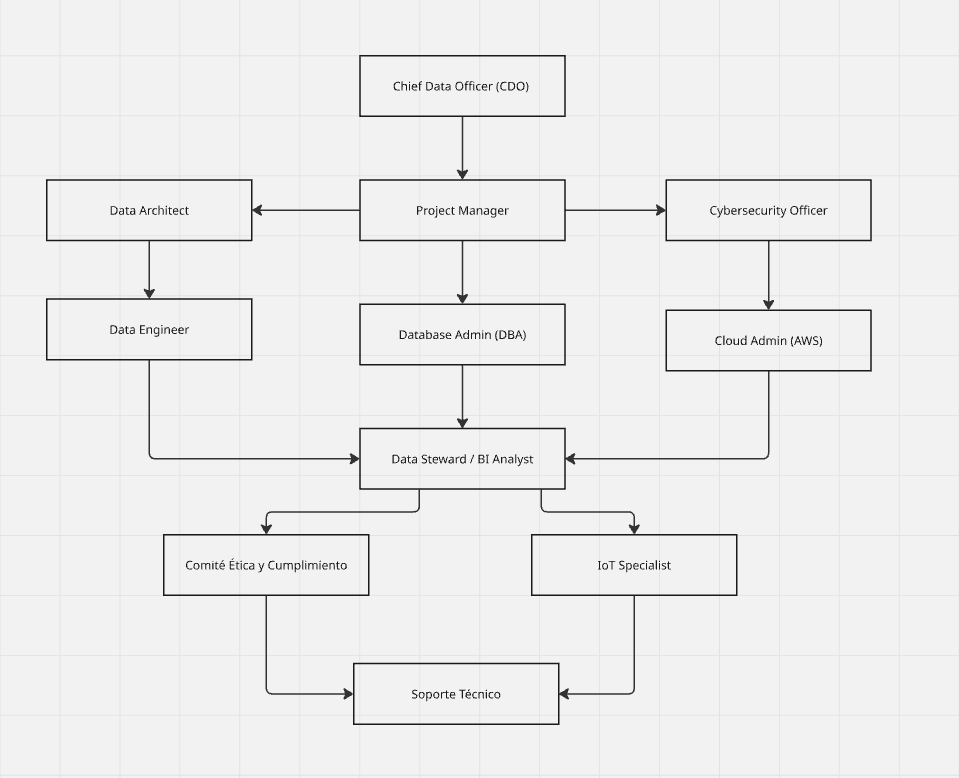 Chief Data Officer (CDO)
Data Architect
Project Manager
Cybersecurity Officer
Data Engineer
Database Admin (DBA)
Cloud Admin (AWS)
Data Steward / BI Analyst
Comité Ética y Cumplimiento
IoT Specialist
Soporte Técnico